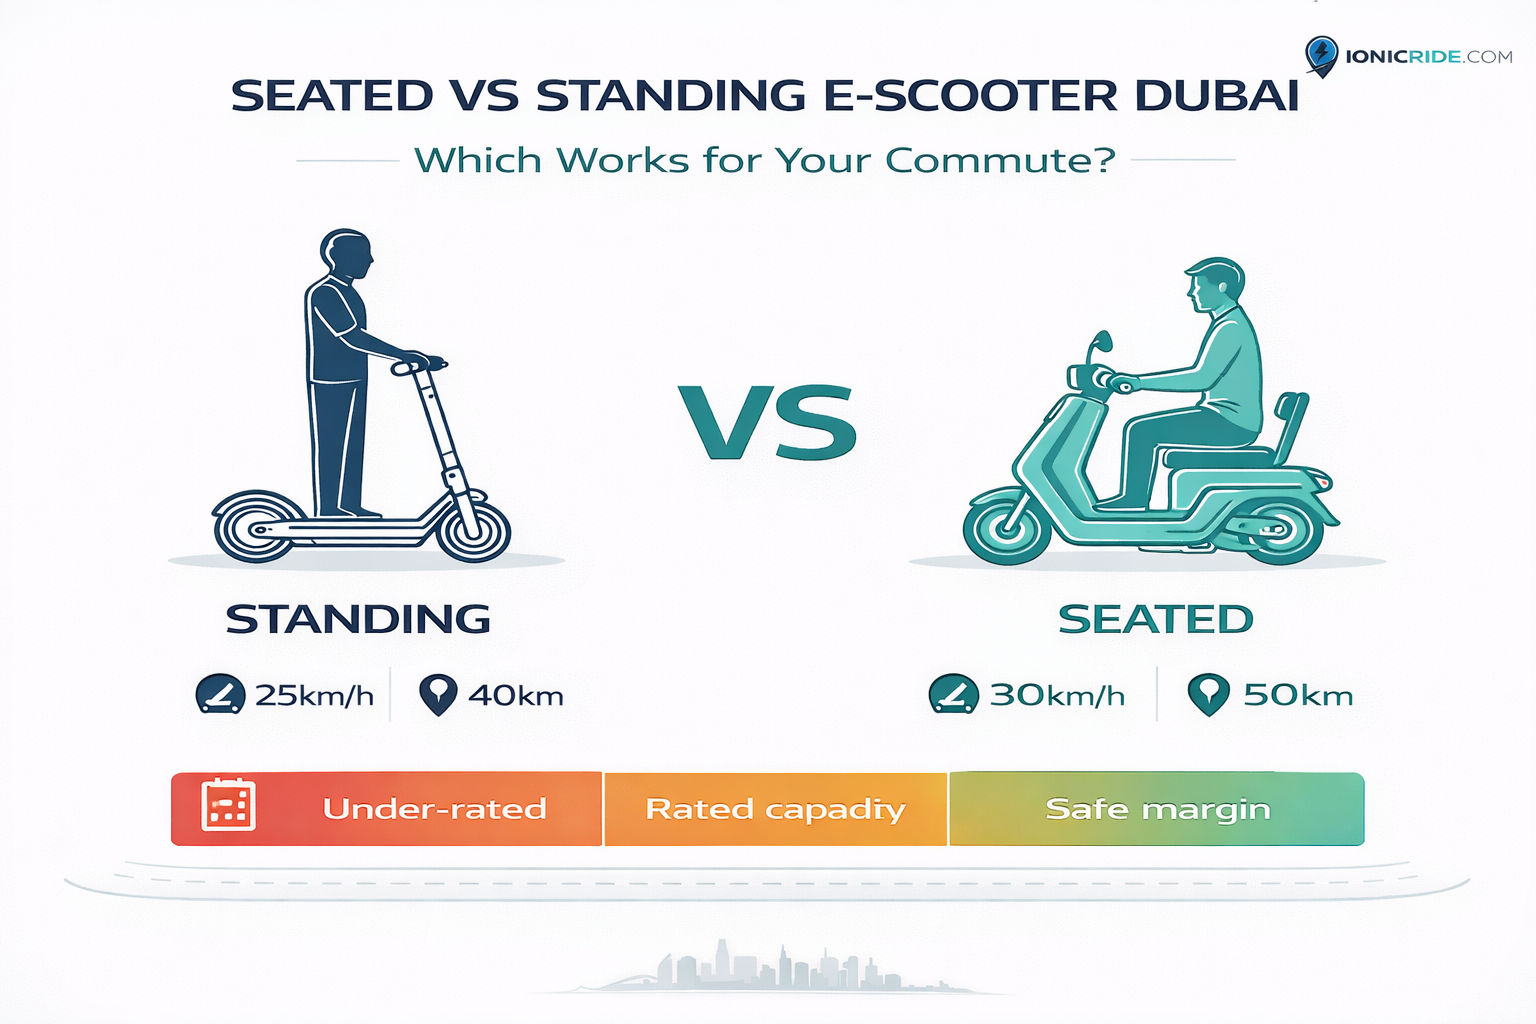 IONICRIDE.COM
SEATED VS STANDING E-SCOOTER DUBAI
Which Works for Your Commute?
VS
STANDING
SEATED
25km/h
40km
30km/h
50km
Under-rated
Rated capadiy
Safe margin